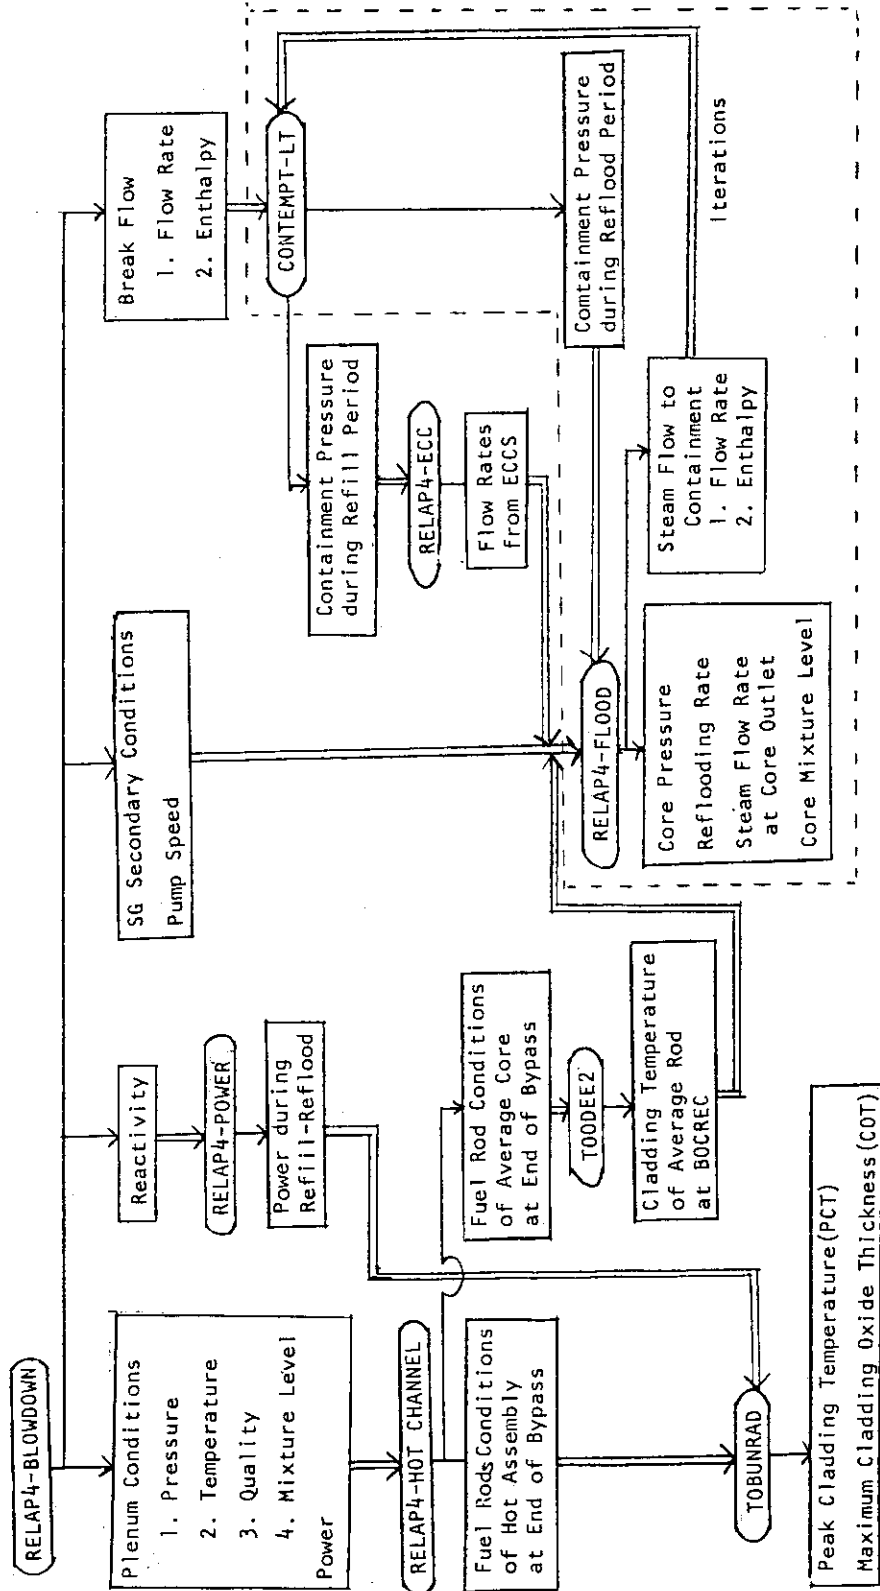 RELAP4-BLOWDOWN
Plenum Conditions
1. Pressure
2. Temperature
3. Quality
4. Mixture Level
Power
RELAP4-HOT CHANNEL
Fuel Rods Conditions
of Hot Assembly
at End of Bypass
TOBUNRAD
Peak Cladding Temperature(PCT)
Maximum Cladding Oxide Thickness(COT)
Reactivity
RELAP4-POWER
Power during
Refill-Reflood
Fuel Rod Conditions
of Average Core
at End of Bypass
TOODEE2
Cladding Temperature
of Average Rod
at BOCREC
SG Secondary Conditions
Pump Speed
RELAP4-FLOOD
Core Pressure
Reflooding Rate
Steam Flow Rate
at Core Outlet
Core Mixture Level
Break Flow
1. Flow Rate
2. Enthalpy
CONTEMPT-LT
Containment Pressure
during Refill Period
RELAP4-ECC
Flow Rates
from ECCS
Comtainment Pressure
during Reflood Period
Steam Flow to
Containment
1. Flow Rate
2. Enthalpy
Iterations